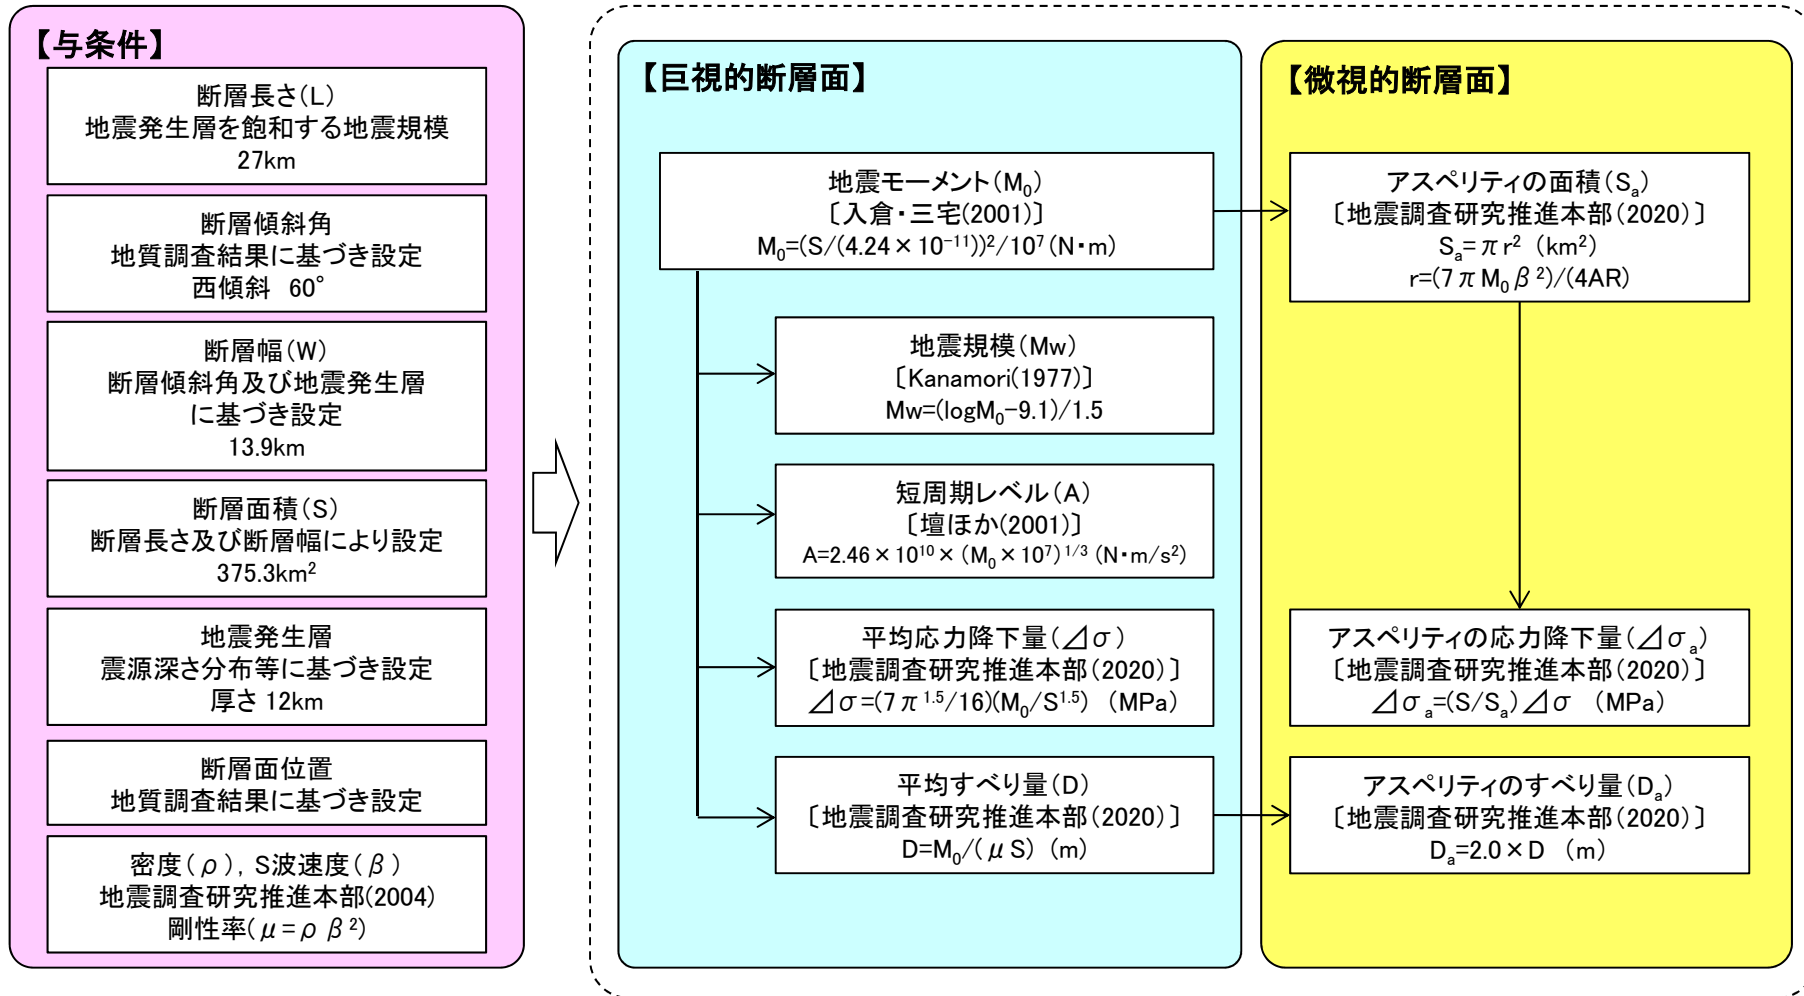 【与条件】
断層長さ(L)
地震発生層を飽和する地震規模
27km
断層傾斜角
地質調査結果に基づき設定
西傾斜 60°
断層幅(W)
断層傾斜角及び地震発生層
に基づき設定
13.9km
断層面積(S)
断層長さ及び断層幅により設定
375.3km²
地震発生層
震源深さ分布等に基づき設定
厚さ 12km
断層面位置
地質調査結果に基づき設定
密度(ρ), S波速度(β)
地震調査研究推進本部(2004)
剛性率(μ=ρβ²)
【巨視的断層面】
地震モーメント(M₀)
〔入倉・三宅(2001)〕
M₀=(S/(4.24×10⁻¹¹))²/10⁷(N・m)
地震規模(Mw)
〔Kanamori(1977)〕
Mw=(logM₀-9.1)/1.5
短周期レベル(A)
〔壇ほか(2001)〕
A=2.46×10¹⁰×(M₀×10⁷)¹ᐟ³(N・m/s²)
平均応力降下量(⊿σ)
〔地震調査研究推進本部(2020)〕
⊿σ=(7π¹·⁵/16)(M₀/S¹·⁵) (MPa)
平均すべり量(D)
〔地震調査研究推進本部(2020)〕
D=M₀/(μS) (m)
【微視的断層面】
アスペリティの面積(Sₐ)
〔地震調査研究推進本部(2020)〕
Sₐ=πr² (km²)
r=(7πM₀β²)/(4AR)
アスペリティの応力降下量(⊿σₐ)
〔地震調査研究推進本部(2020)〕
⊿σₐ=(S/Sₐ)⊿σ (MPa)
アスペリティのすべり量(Dₐ)
〔地震調査研究推進本部(2020)〕
Dₐ=2.0×D (m)